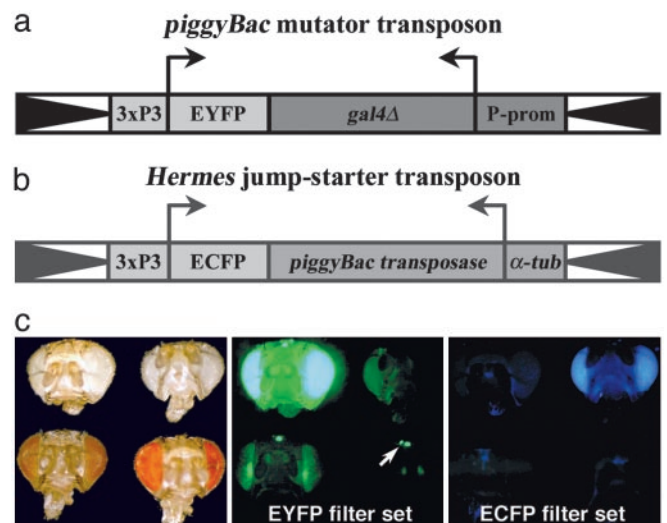 a
piggyBac mutator transposon
3xP3 EYFP gal4Δ P-prom
b
Hermes jump-starter transposon
3xP3 ECFP piggyBac transposase α-tub
c
EYFP filter set
ECFP filter set